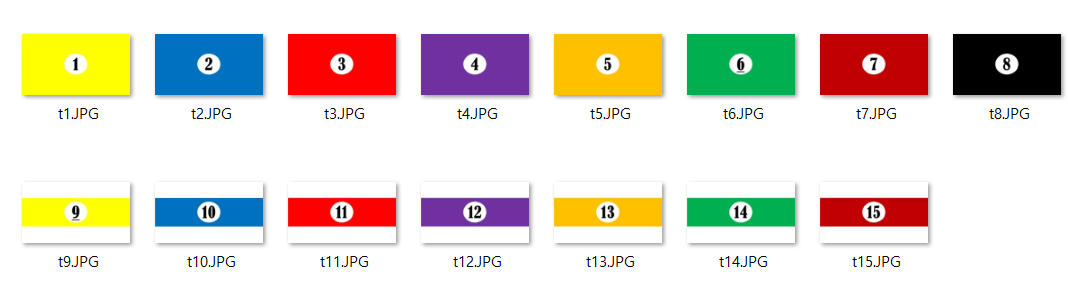 1 2 3 4 5 6 7 8
t1.JPG t2.JPG t3.JPG t4.JPG t5.JPG t6.JPG t7.JPG t8.JPG
9 10 11 12 13 14 15
t9.JPG t10.JPG t11.JPG t12.JPG t13.JPG t14.JPG t15.JPG